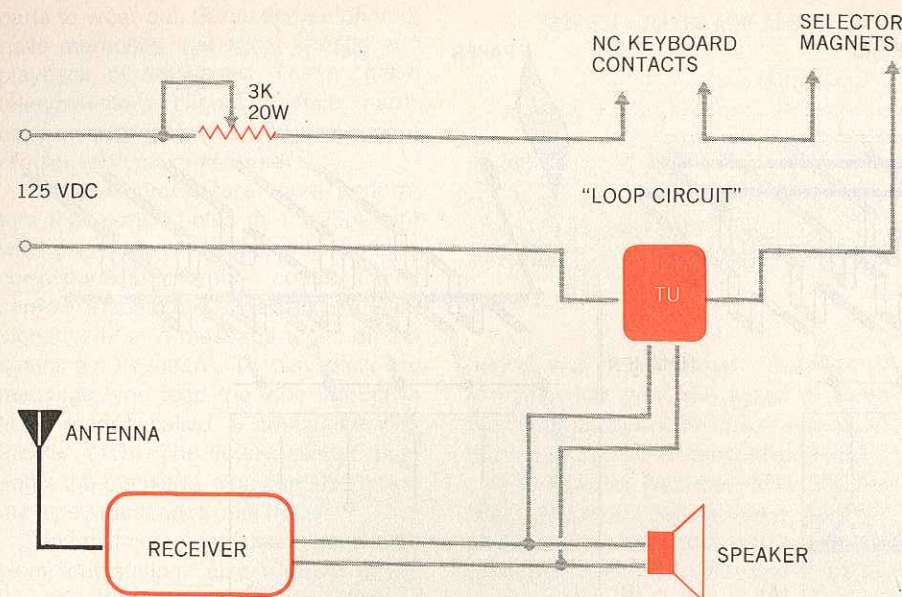 NC KEYBOARD
CONTACTS
SELECTOR
MAGNETS
3K
20W
125 VDC
"LOOP CIRCUIT"
TU
ANTENNA
RECEIVER
SPEAKER